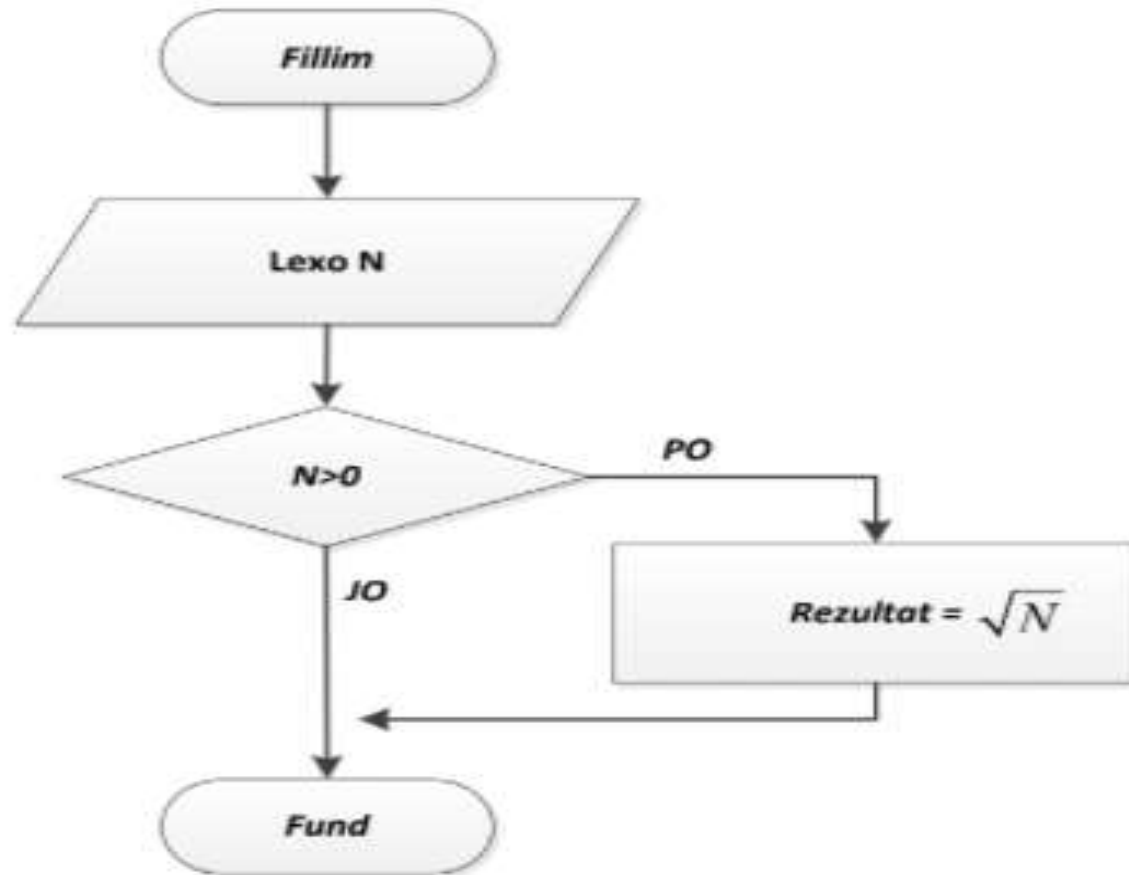 Fillim
Lexo N
N>0
PO
JO
Rezultat = √N
Fund